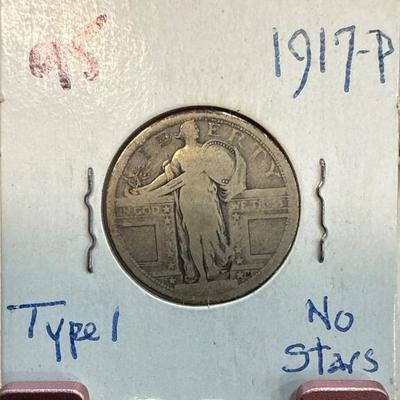 95
1917-P
LIBERTY
IN GOD WE TRUST
M
Type 1
No
Stars